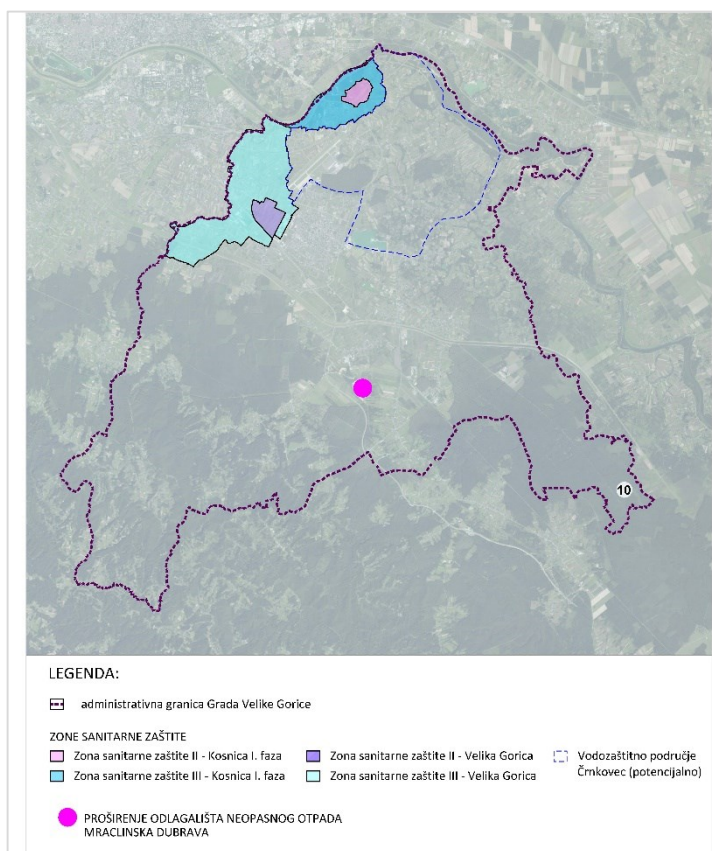 10
LEGENDA:
administrativna granica Grada Velike Gorice
ZONE SANITARNE ZAŠTITE
Zona sanitarne zaštite II - Kosnica I. faza
Zona sanitarne zaštite II - Velika Gorica
Vodozaštitno područje
Črnkovec (potencijalno)
Zona sanitarne zaštite III - Kosnica I. faza
Zona sanitarne zaštite III - Velika Gorica
PROŠIRENJE ODLAGALIŠTA NEOPASNOG OTPADA
MRACLINSKA DUBRAVA